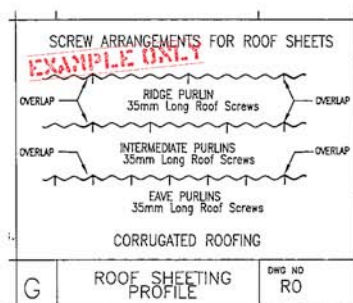 SCREW ARRANGEMENTS FOR ROOF SHEETS
EXAMPLE ONLY
RIDGE PURLIN
35mm Long Roof Screws
OVERLAP
OVERLAP
INTERMEDIATE PURLINS
35mm Long Roof Screws
OVERLAP
OVERLAP
EAVE PURLINS
35mm Long Roof Screws
CORRUGATED ROOFING
G
ROOF SHEETING
PROFILE
DWG NO
RO